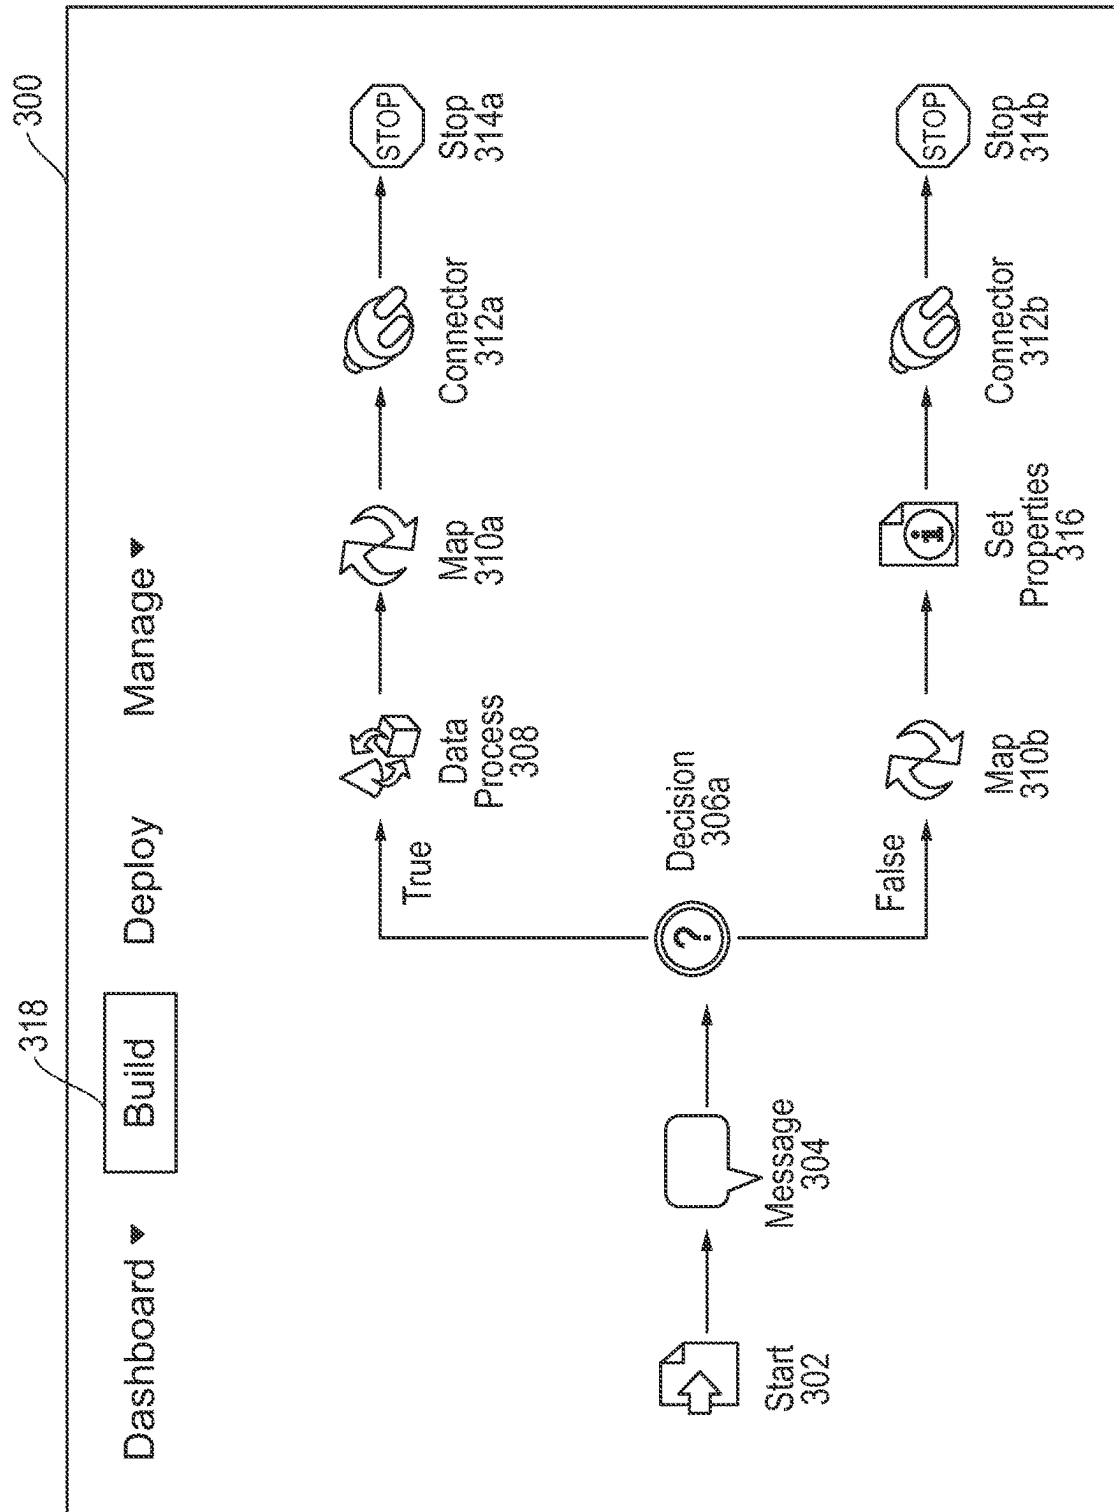 300
318
Dashboard ▼
Build
Deploy
Manage ▼
True
Data
Process
308
Map
310a
Connector
312a
STOP
Stop
314a
Start
302
Message
304
?
Decision
306a
False
Map
310b
i
Set
Properties
316
Connector
312b
STOP
Stop
314b